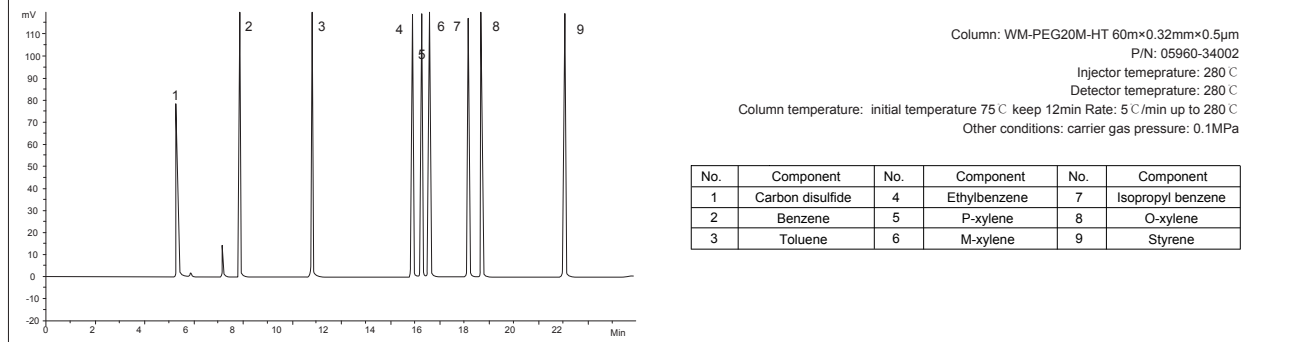 mV
110
100
90
80
70
60
50
40
30
20
10
0
-10
-20
0 2 4 6 8 10 12 14 16 18 20 22 Min
1 2 3 4 5 6 7 8 9
Column: WM-PEG20M-HT 60m×0.32mm×0.5μm
P/N: 05960-34002
Injector temeprature: 280℃
Detector temeprature: 280℃
Column temperature: initial temperature 75℃ keep 12min Rate: 5℃/min up to 280℃
Other conditions: carrier gas pressure: 0.1MPa
No. Component No. Component No. Component
1 Carbon disulfide 4 Ethylbenzene 7 Isopropyl benzene
2 Benzene 5 P-xylene 8 O-xylene
3 Toluene 6 M-xylene 9 Styrene